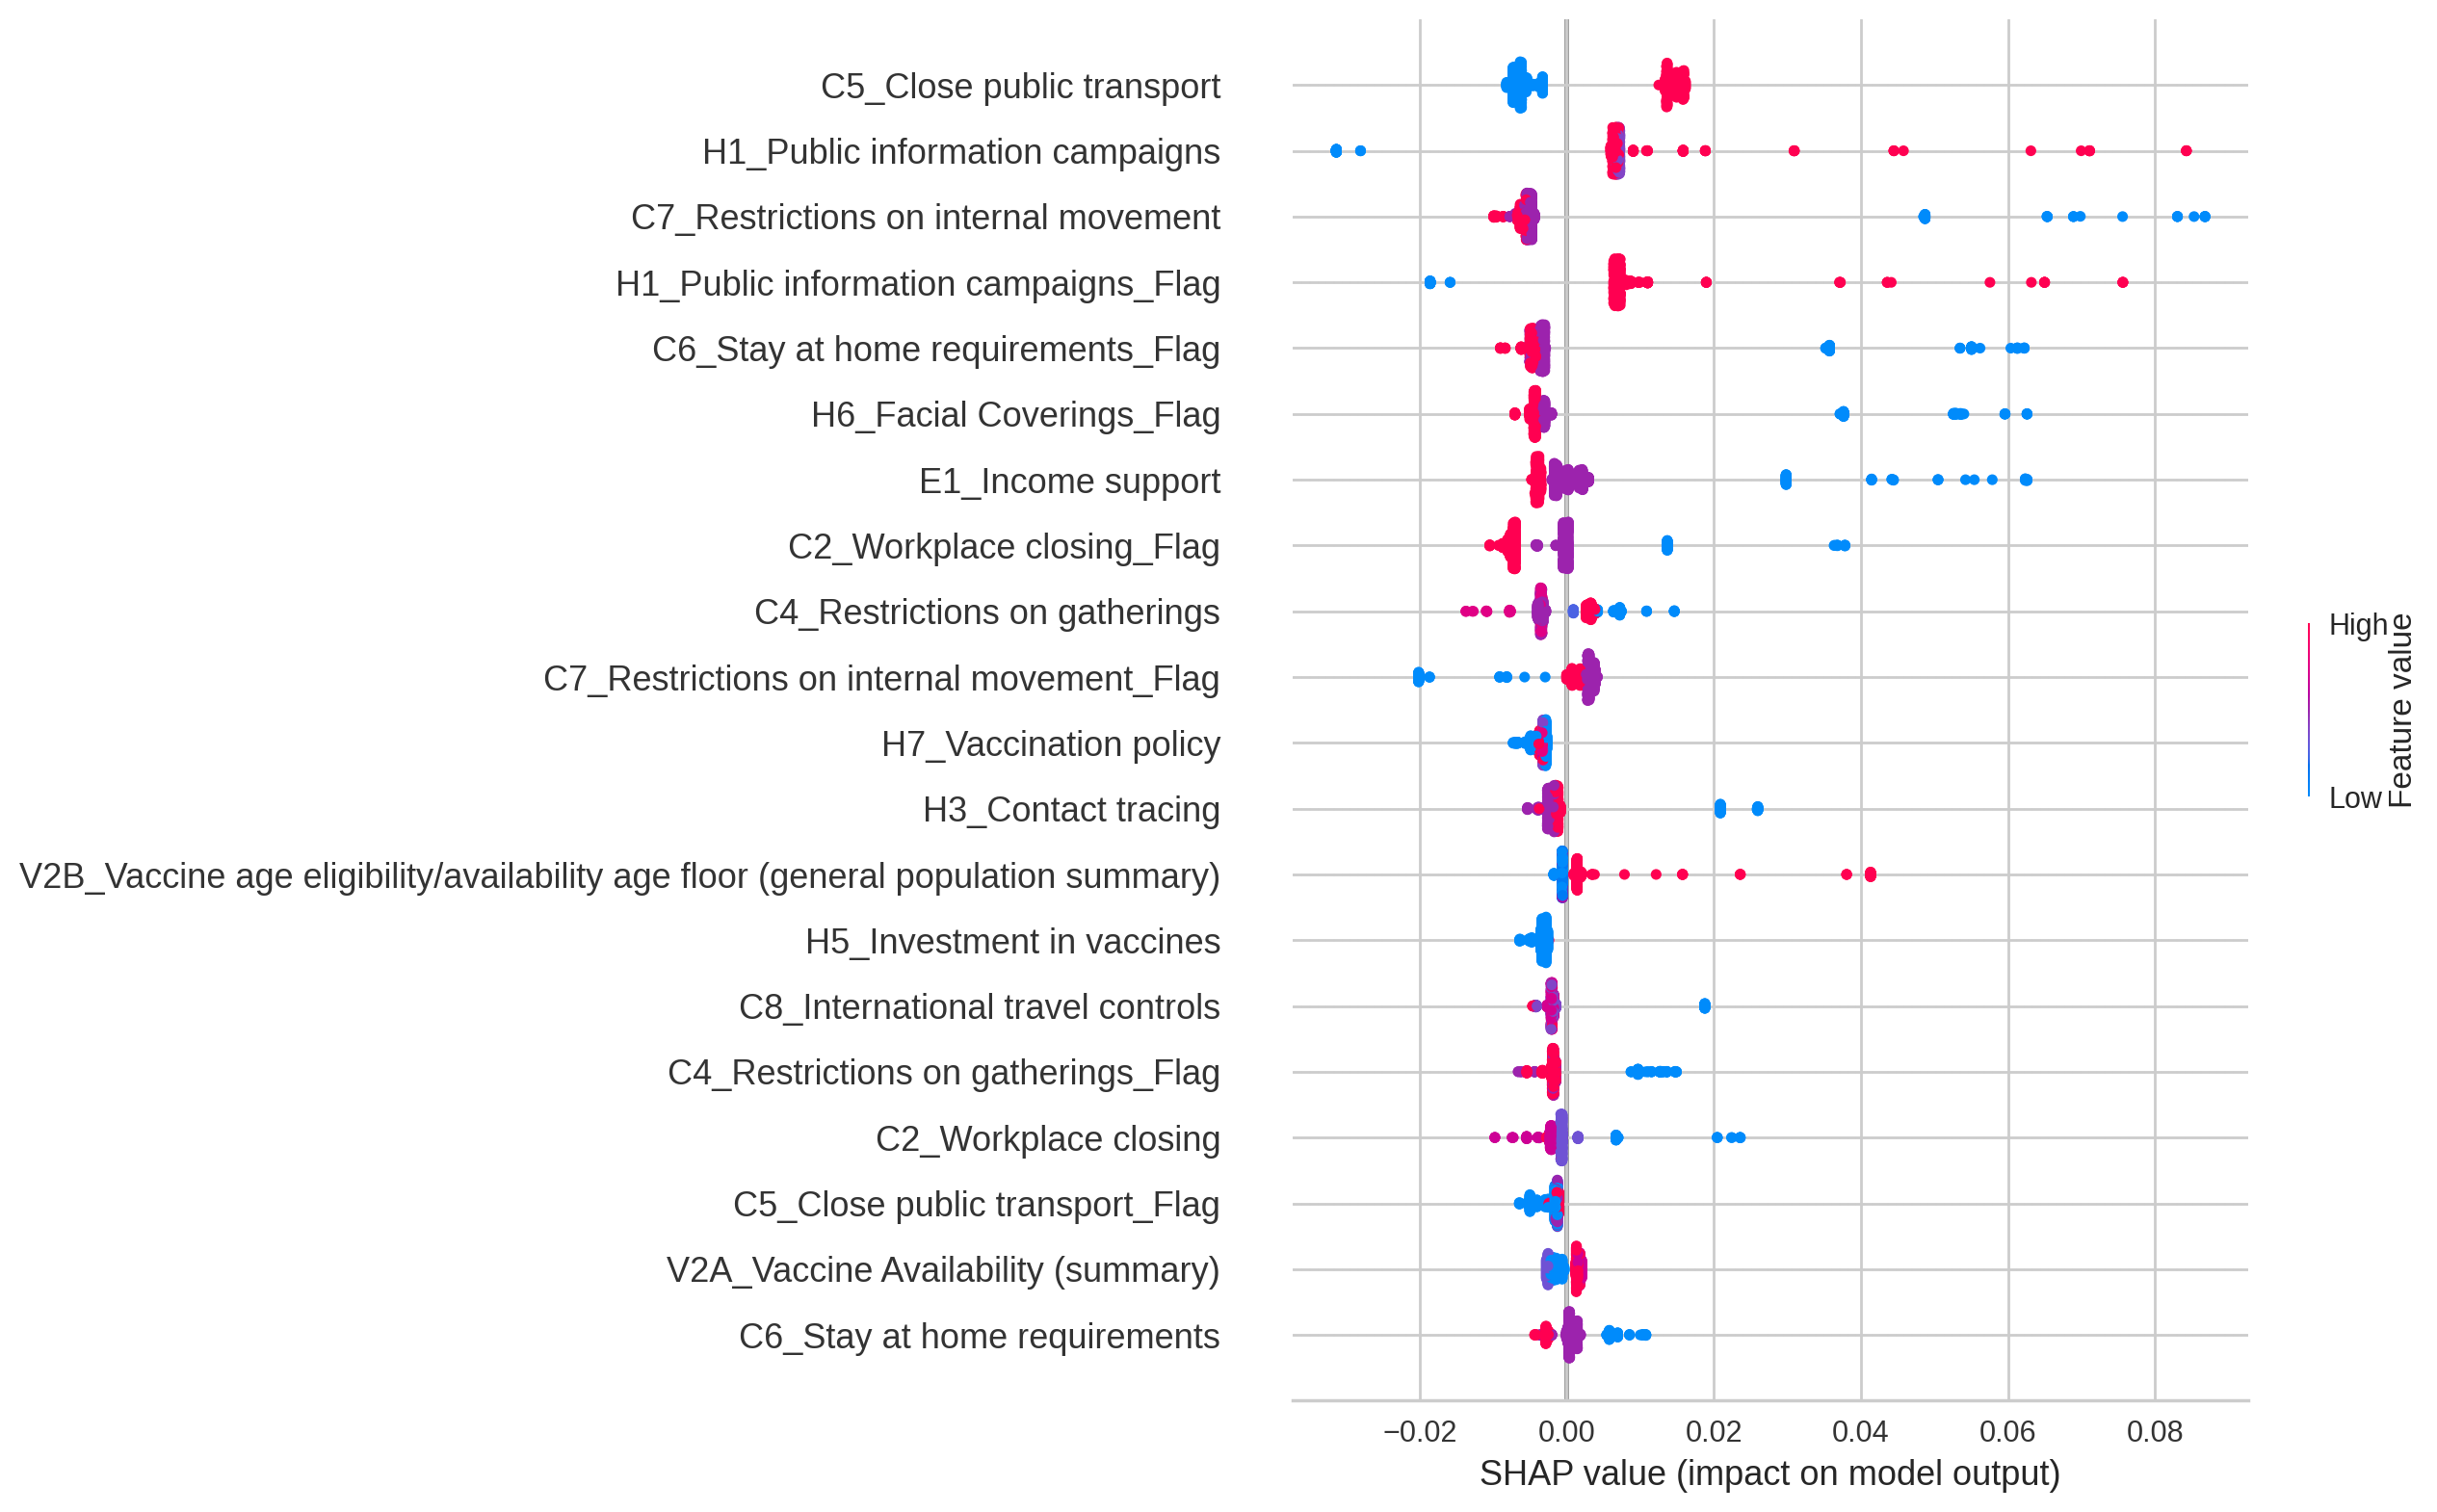 C5_Close public transport
H1_Public information campaigns
C7_Restrictions on internal movement
H1_Public information campaigns_Flag
C6_Stay at home requirements_Flag
H6_Facial Coverings_Flag
E1_Income support
C2_Workplace closing_Flag
C4_Restrictions on gatherings
C7_Restrictions on internal movement_Flag
H7_Vaccination policy
H3_Contact tracing
V2B_Vaccine age eligibility/availability age floor (general population summary)
H5_Investment in vaccines
C8_International travel controls
C4_Restrictions on gatherings_Flag
C2_Workplace closing
C5_Close public transport_Flag
V2A_Vaccine Availability (summary)
C6_Stay at home requirements
−0.02 0.00 0.02 0.04 0.06 0.08
SHAP value (impact on model output)
High
Low
Feature value